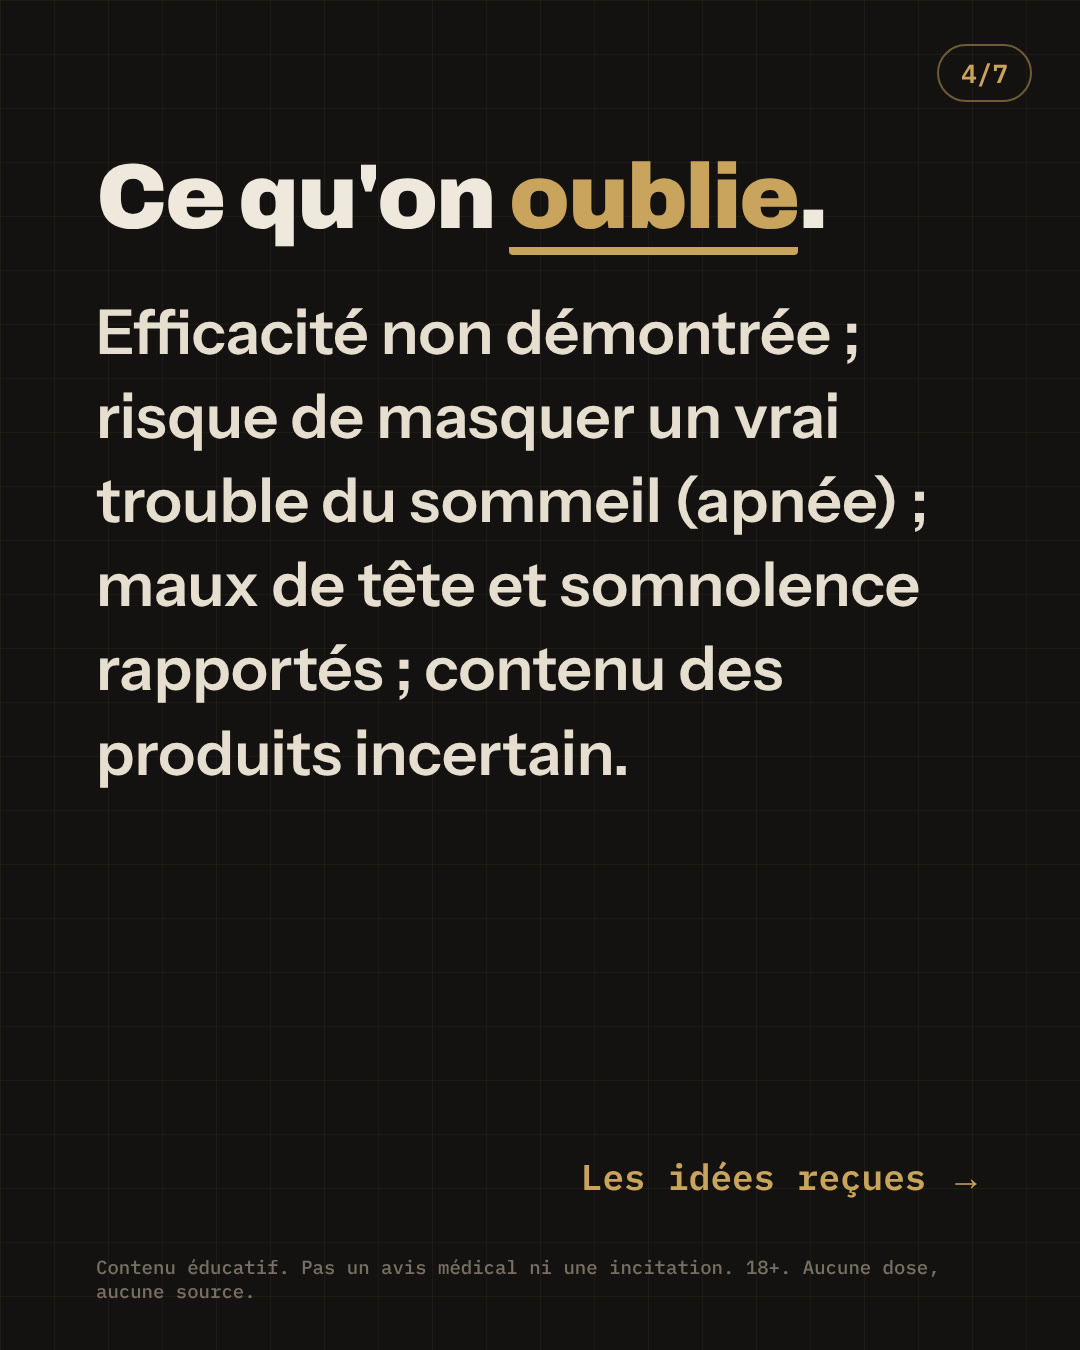 4/7
Ce qu'on oublie.
Efficacité non démontrée ;
risque de masquer un vrai
trouble du sommeil (apnée) ;
maux de tête et somnolence
rapportés ; contenu des
produits incertain.
Les idées reçues →
Contenu éducatif. Pas un avis médical ni une incitation. 18+. Aucune dose,
aucune source.